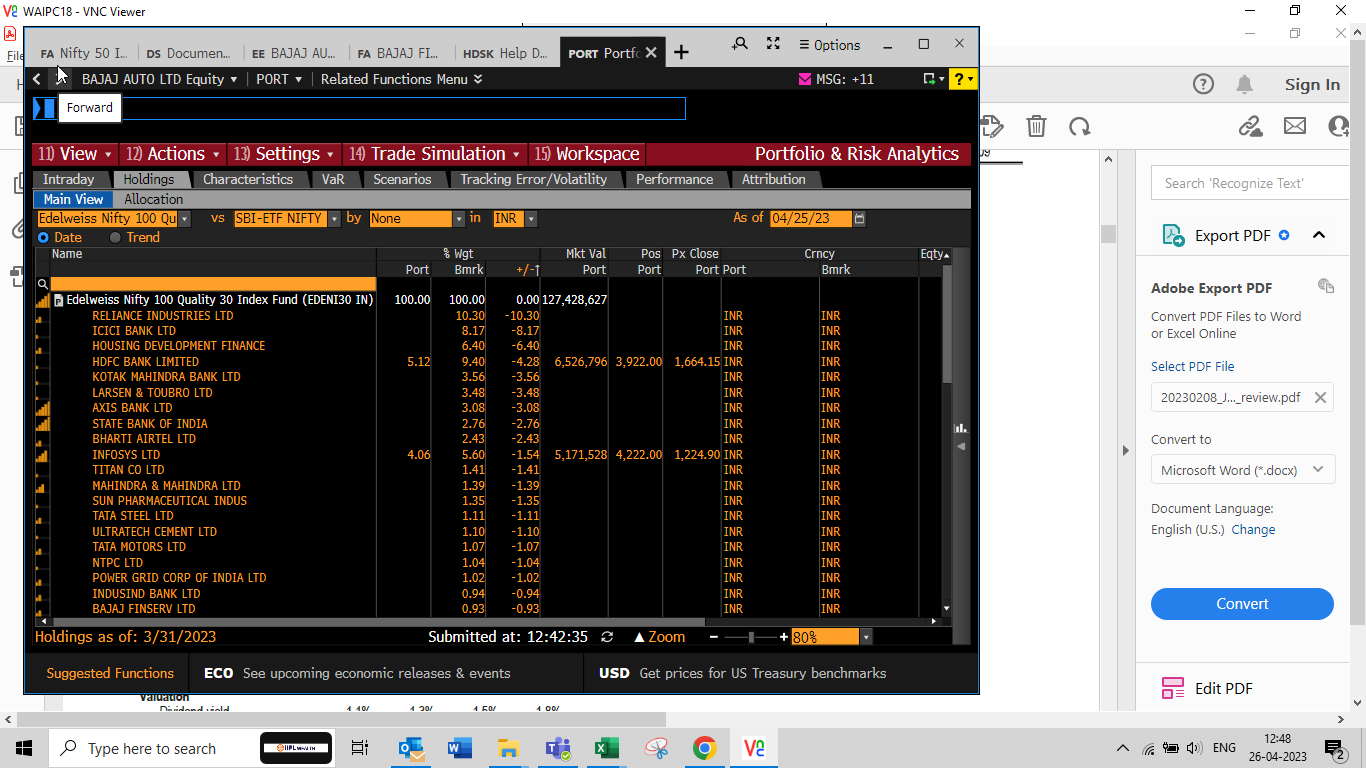 WAIPC18 - VNC Viewer
FA Nifty 50 I... DS Documen... EE BAJAJ AU... FA BAJAJ FI... HDSK Help D... PORT Portfo
Options
BAJAJ AUTO LTD Equity PORT Related Functions Menu MSG: +11 ?
Forward
Sign In
11) View 12) Actions 13) Settings 14) Trade Simulation 15) Workspace Portfolio & Risk Analytics
Intraday Holdings Characteristics VaR Scenarios Tracking Error/Volatility Performance Attribution
Main View Allocation
Edelweiss Nifty 100 Qu vs SBI-ETF NIFTY by None in INR As of 04/25/23
Date Trend
Name % Wgt Mkt Val Pos Px Close Crncy Eqty
Port Bmrk +/-↑ Port Port Port Port Bmrk
Edelweiss Nifty 100 Quality 30 Index Fund (EDENI30 IN) 100.00 100.00 0.00 127,428,627
RELIANCE INDUSTRIES LTD 10.30 -10.30 INR INR
ICICI BANK LTD 8.17 -8.17 INR INR
HOUSING DEVELOPMENT FINANCE 6.40 -6.40 INR INR
HDFC BANK LIMITED 5.12 9.40 -4.28 6,526,796 3,922.00 1,664.15 INR INR
KOTAK MAHINDRA BANK LTD 3.56 -3.56 INR INR
LARSEN & TOUBRO LTD 3.48 -3.48 INR INR
AXIS BANK LTD 3.08 -3.08 INR INR
STATE BANK OF INDIA 2.76 -2.76 INR INR
BHARTI AIRTEL LTD 2.43 -2.43 INR INR
INFOSYS LTD 4.06 5.60 -1.54 5,171,528 4,222.00 1,224.90 INR INR
TITAN CO LTD 1.41 -1.41 INR INR
MAHINDRA & MAHINDRA LTD 1.39 -1.39 INR INR
SUN PHARMACEUTICAL INDUS 1.35 -1.35 INR INR
TATA STEEL LTD 1.11 -1.11 INR INR
ULTRATECH CEMENT LTD 1.10 -1.10 INR INR
TATA MOTORS LTD 1.07 -1.07 INR INR
NTPC LTD 1.04 -1.04 INR INR
POWER GRID CORP OF INDIA LTD 1.02 -1.02 INR INR
INDUSIND BANK LTD 0.94 -0.94 INR INR
BAJAJ FINSERV LTD 0.93 -0.93 INR INR
Holdings as of: 3/31/2023 Submitted at: 12:42:35 Zoom − + 80%
Suggested Functions ECO See upcoming economic releases & events USD Get prices for US Treasury benchmarks
Valuation
Dividend yield 1.1% 1.3% 1.5% 1.8%
Search 'Recognize Text'
Export PDF
Adobe Export PDF
Convert PDF Files to Word
or Excel Online
Select PDF File
20230208_J..._review.pdf
Convert to
Microsoft Word (*.docx)
Document Language:
English (U.S.) Change
Convert
Edit PDF
Type here to search
ENG
12:48
26-04-2023
2